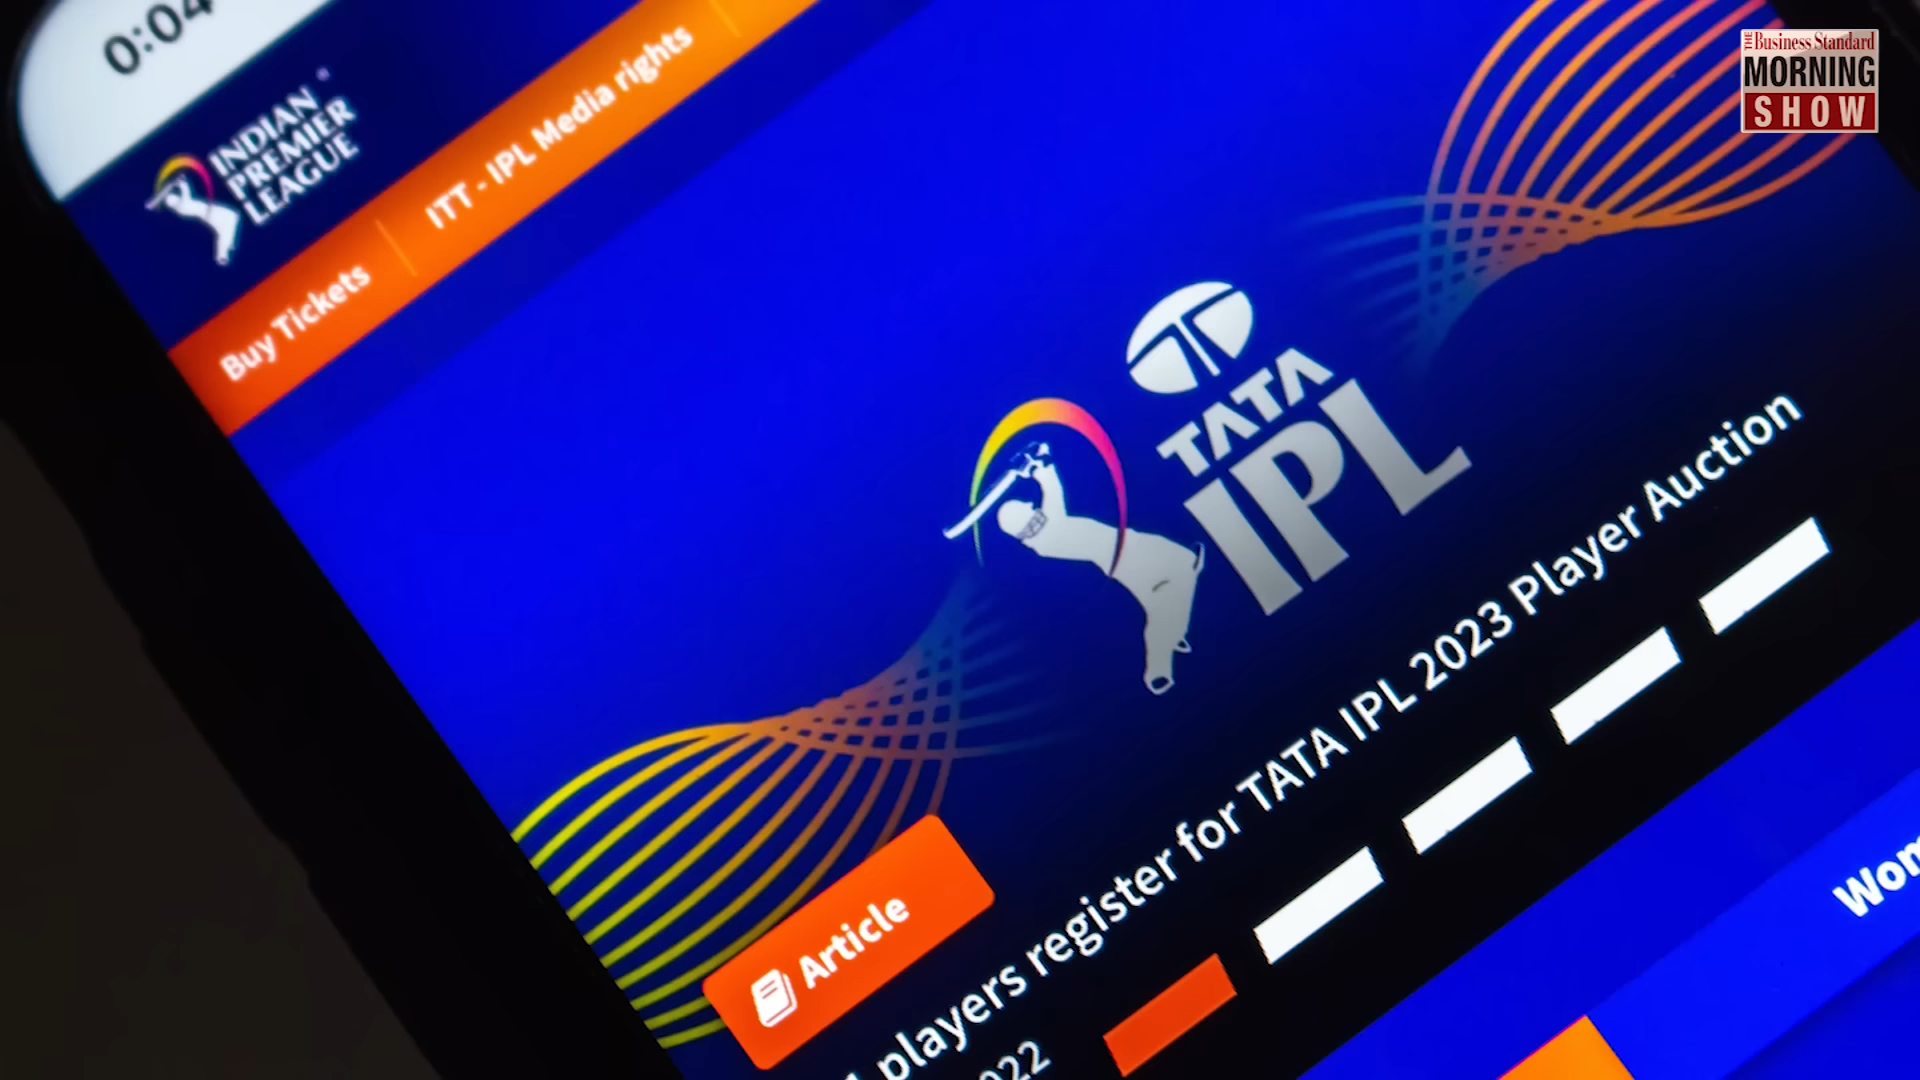 0:04
INDIAN
PREMIER
LEAGUE
Buy Tickets
ITT - IPL Media rights
The Business Standard
MORNING
SHOW
TATA
IPL
Article
players register for TATA IPL 2023 Player Auction